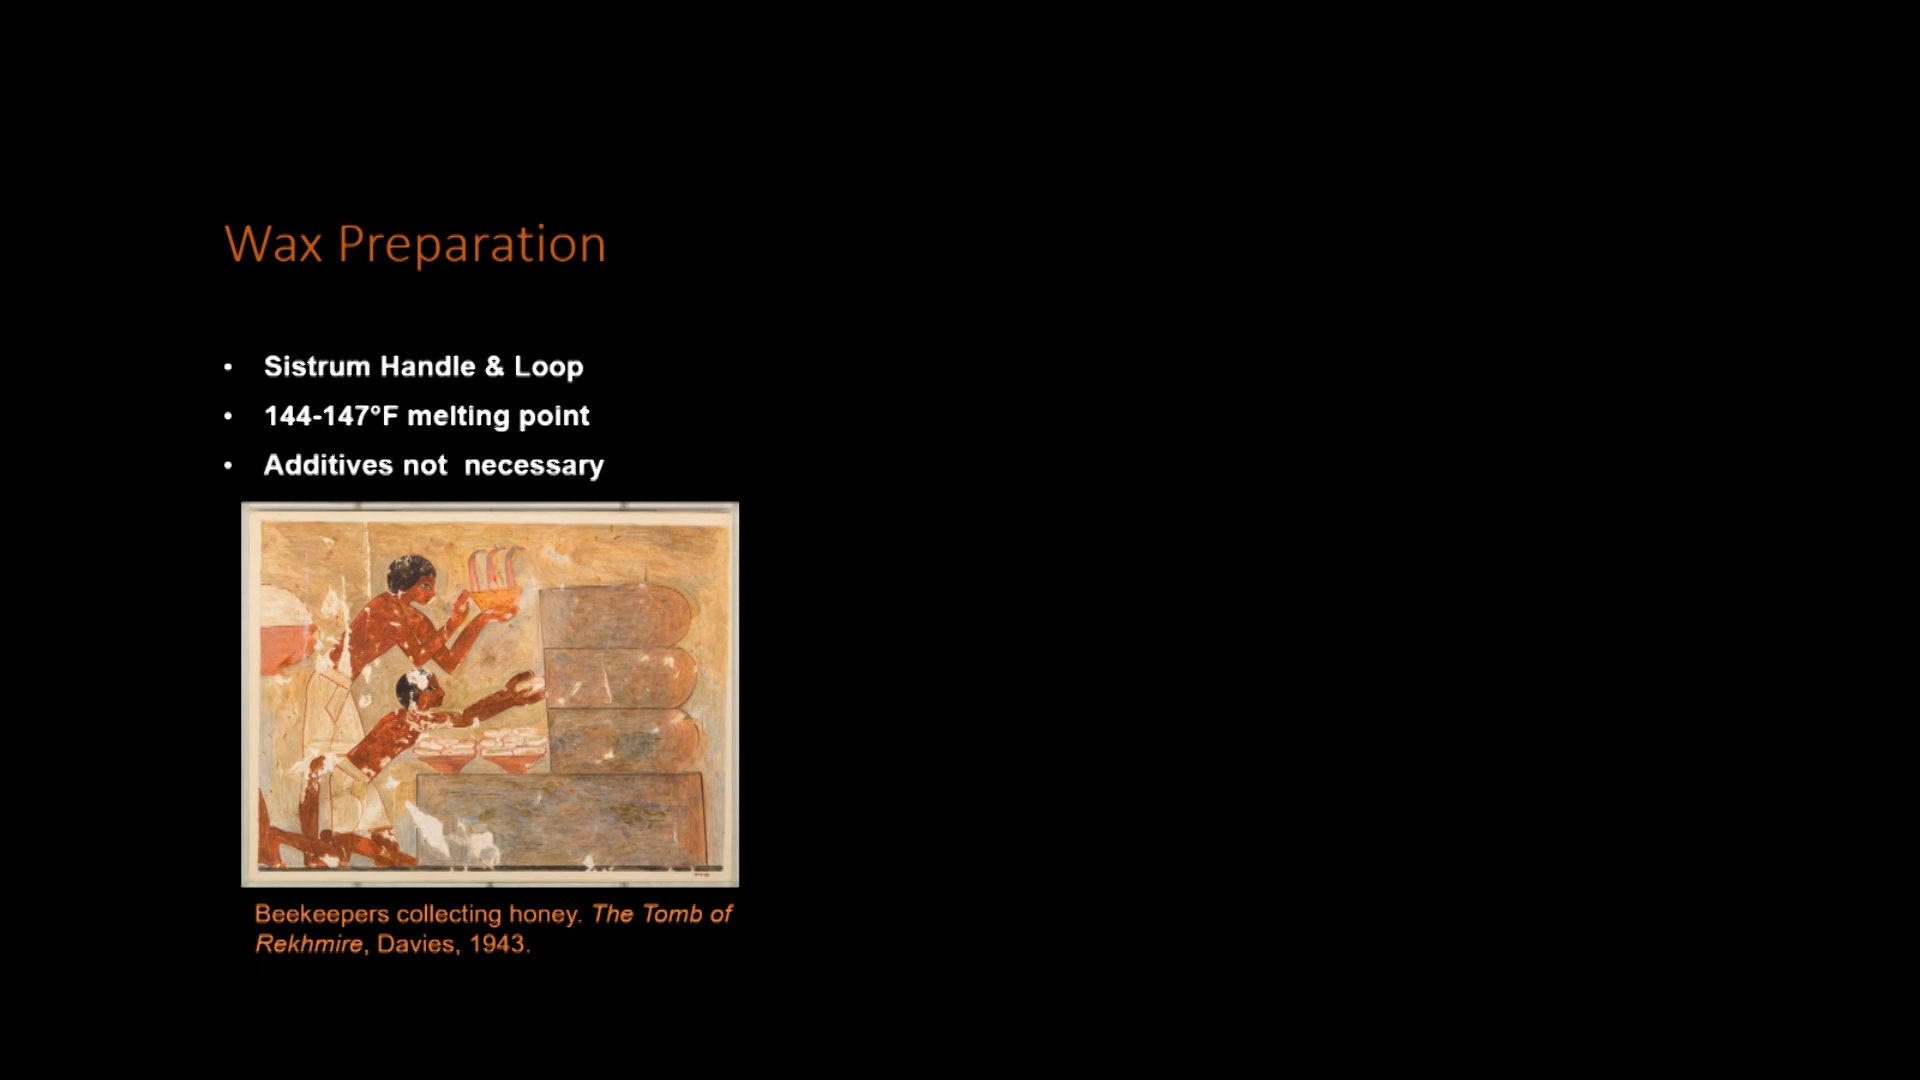 Wax Preparation
• Sistrum Handle & Loop
• 144-147°F melting point
• Additives not  necessary
Beekeepers collecting honey. The Tomb of
Rekhmire, Davies, 1943.